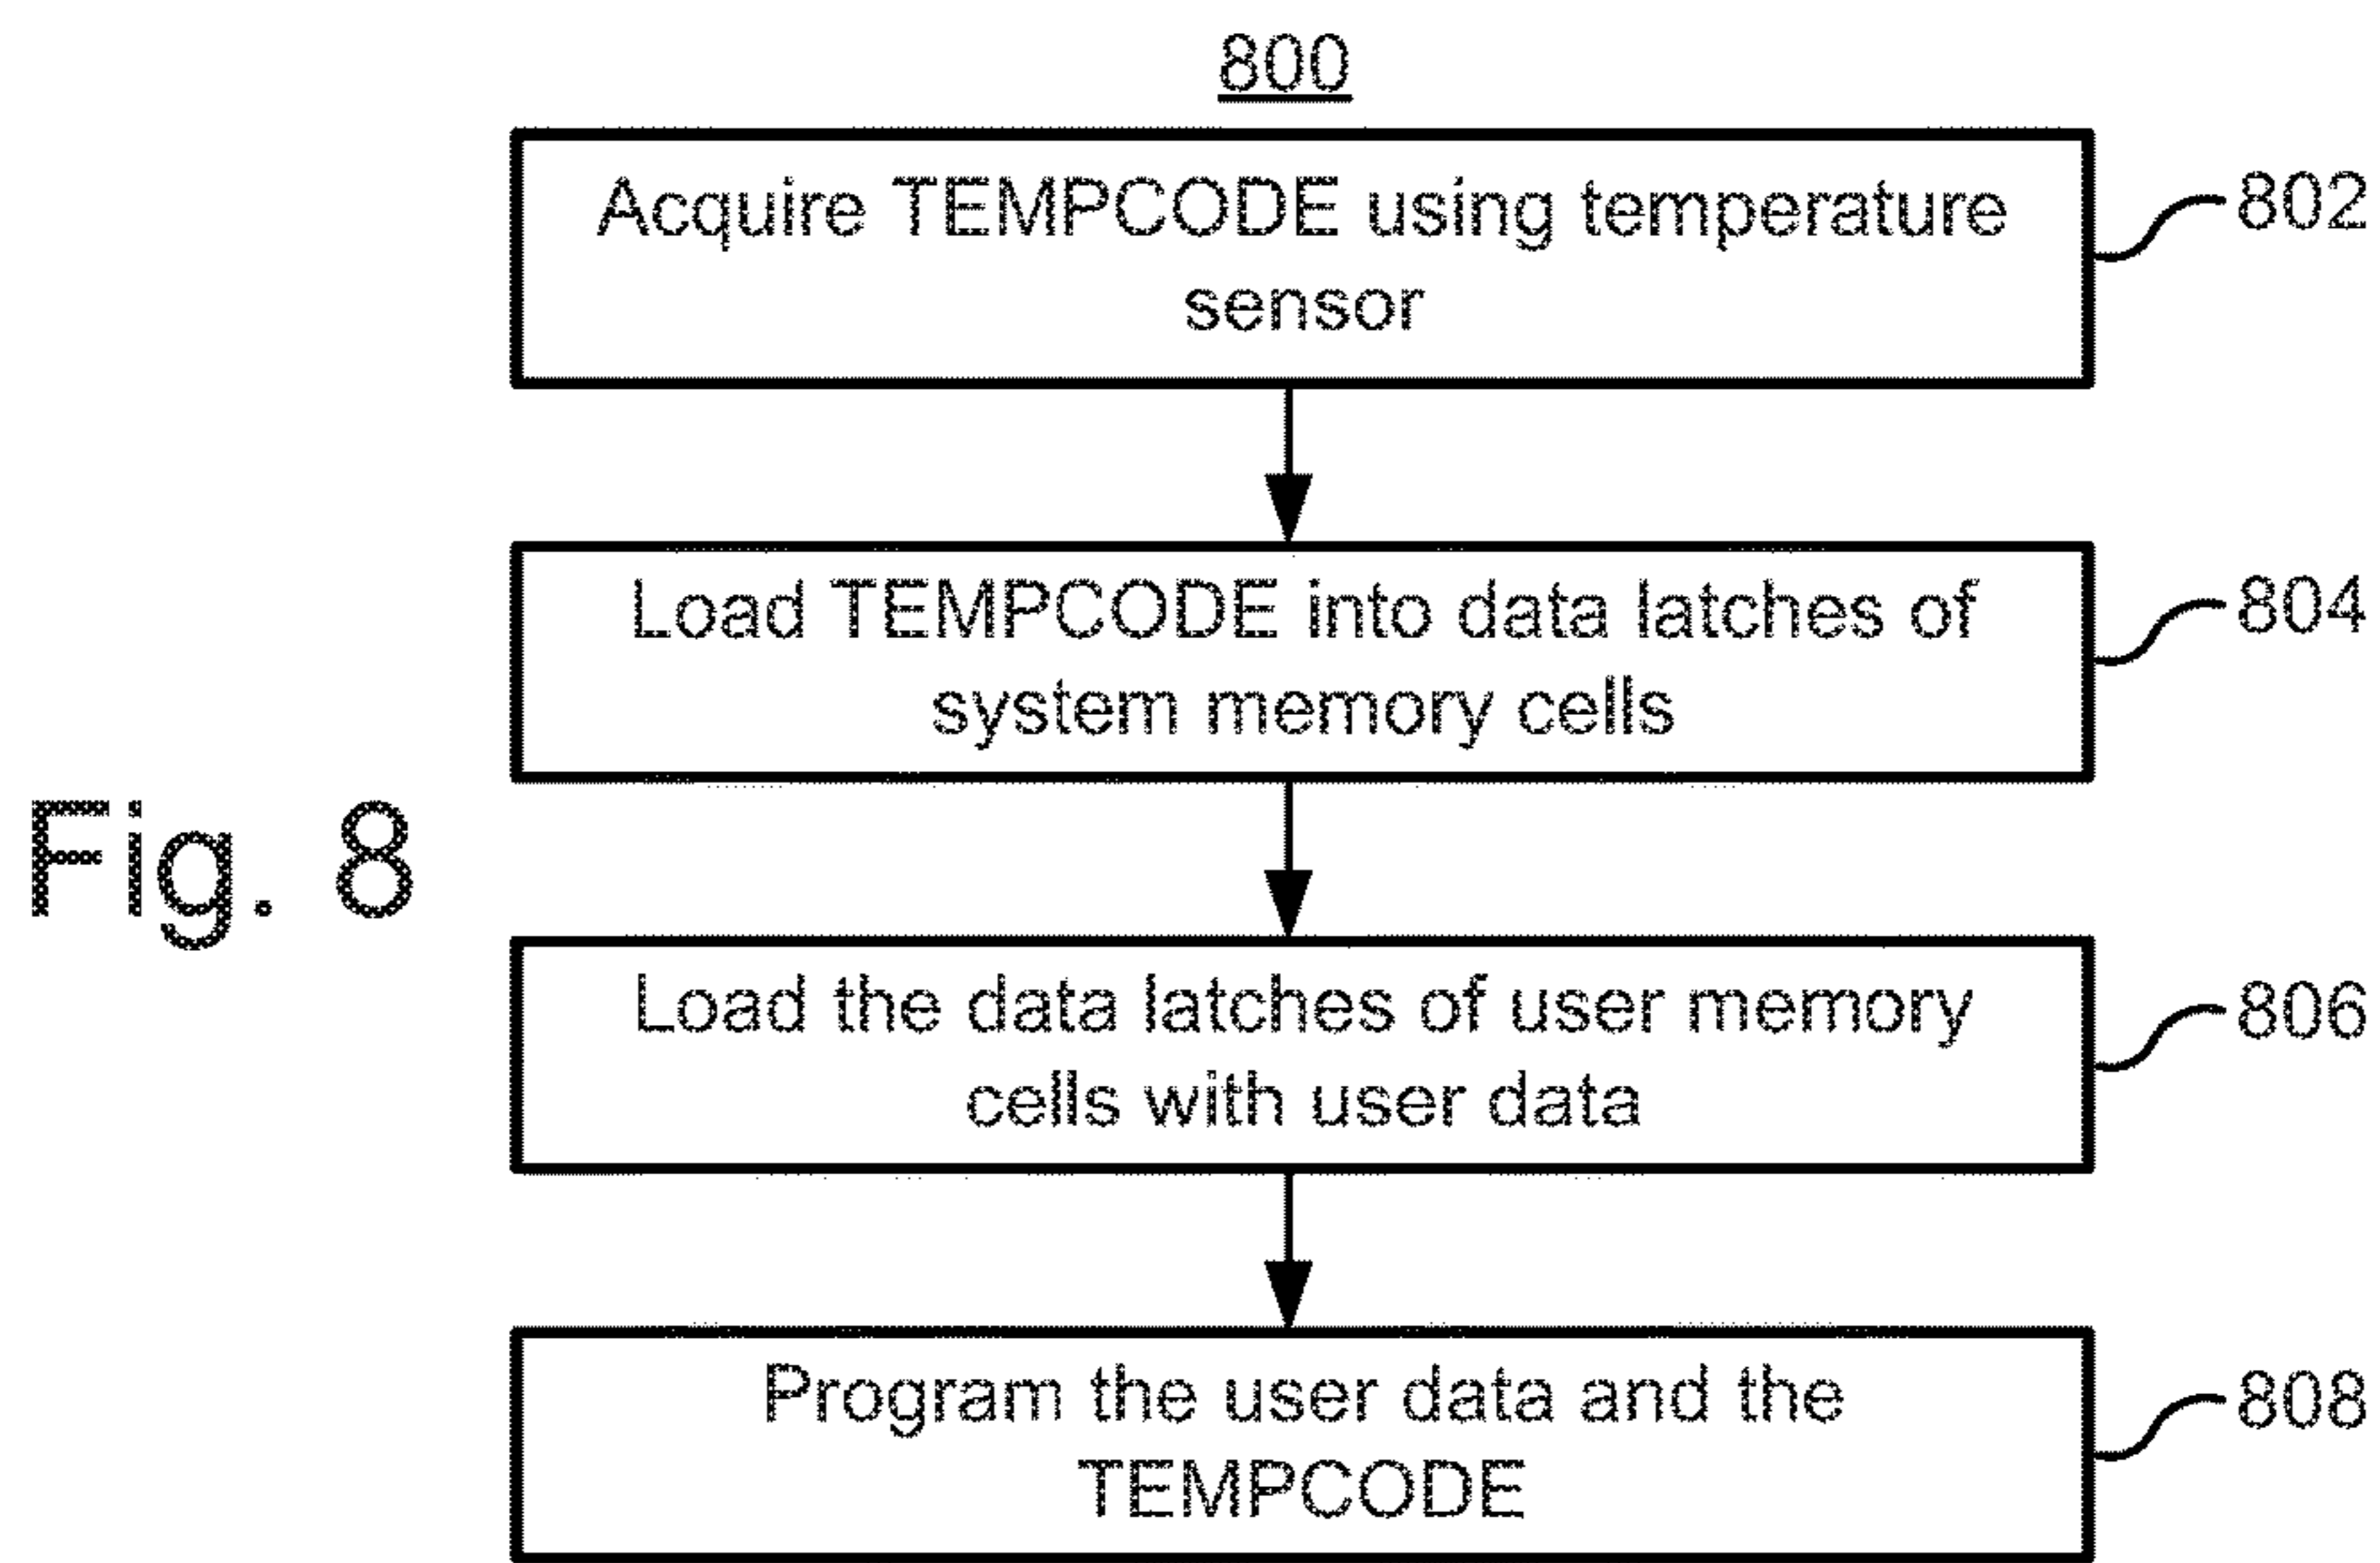 800
Acquire TEMPCODE using temperature
sensor
802
Load TEMPCODE into data latches of
system memory cells
804
Fig. 8
Load the data latches of user memory
cells with user data
806
Program the user data and the
TEMPCODE
808